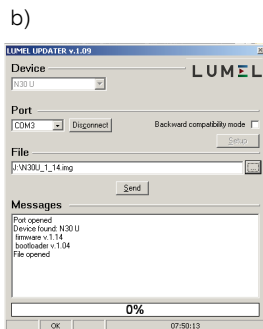 b)
LUMEL UPDATER v.1.09
Device
LUMEL
N30 U
Port
COM3
Disconnect
Backward compatibility mode
Setup
File
J:\N30U_1_14.img
...
Send
Messages
Port opened
Device found: N30 U
firmware v.1.14
bootloader v.1.04
File opened
0%
OK
07:50:13